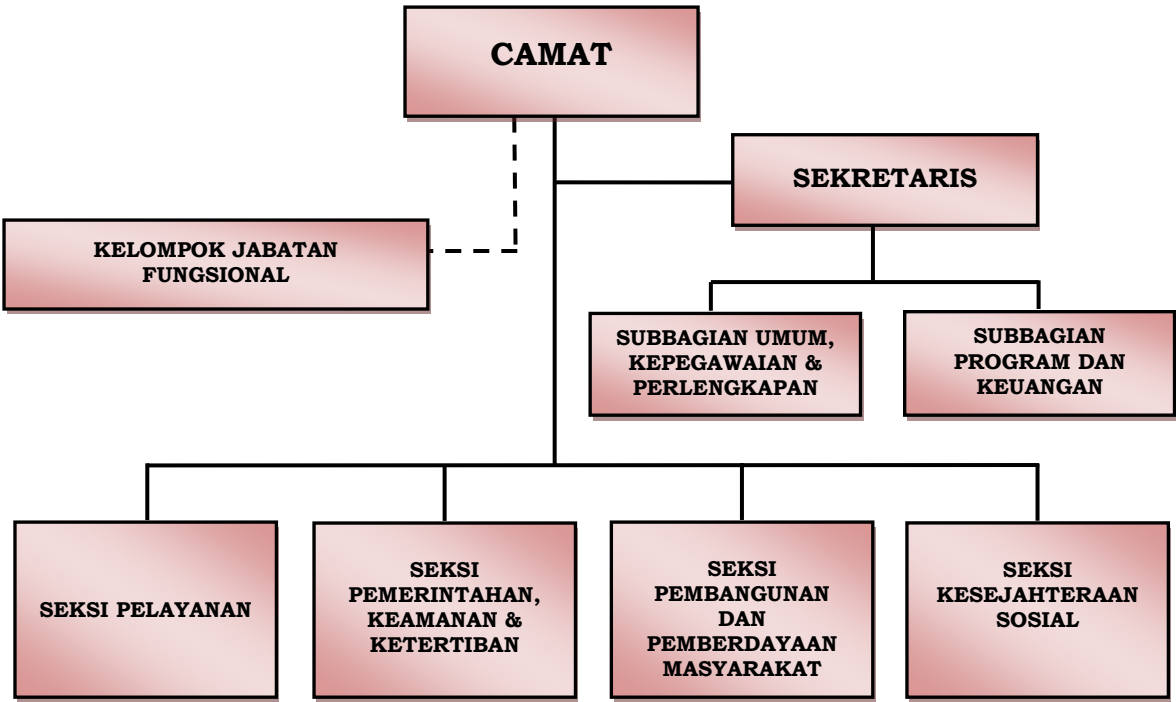 CAMAT
SEKRETARIS
KELOMPOK JABATAN
FUNGSIONAL
SUBBAGIAN UMUM,
KEPEGAWAIAN &
PERLENGKAPAN
SUBBAGIAN
PROGRAM DAN
KEUANGAN
SEKSI PELAYANAN
SEKSI
PEMERINTAHAN,
KEAMANAN &
KETERTIBAN
SEKSI
PEMBANGUNAN
DAN
PEMBERDAYAAN
MASYARAKAT
SEKSI
KESEJAHTERAAN
SOSIAL